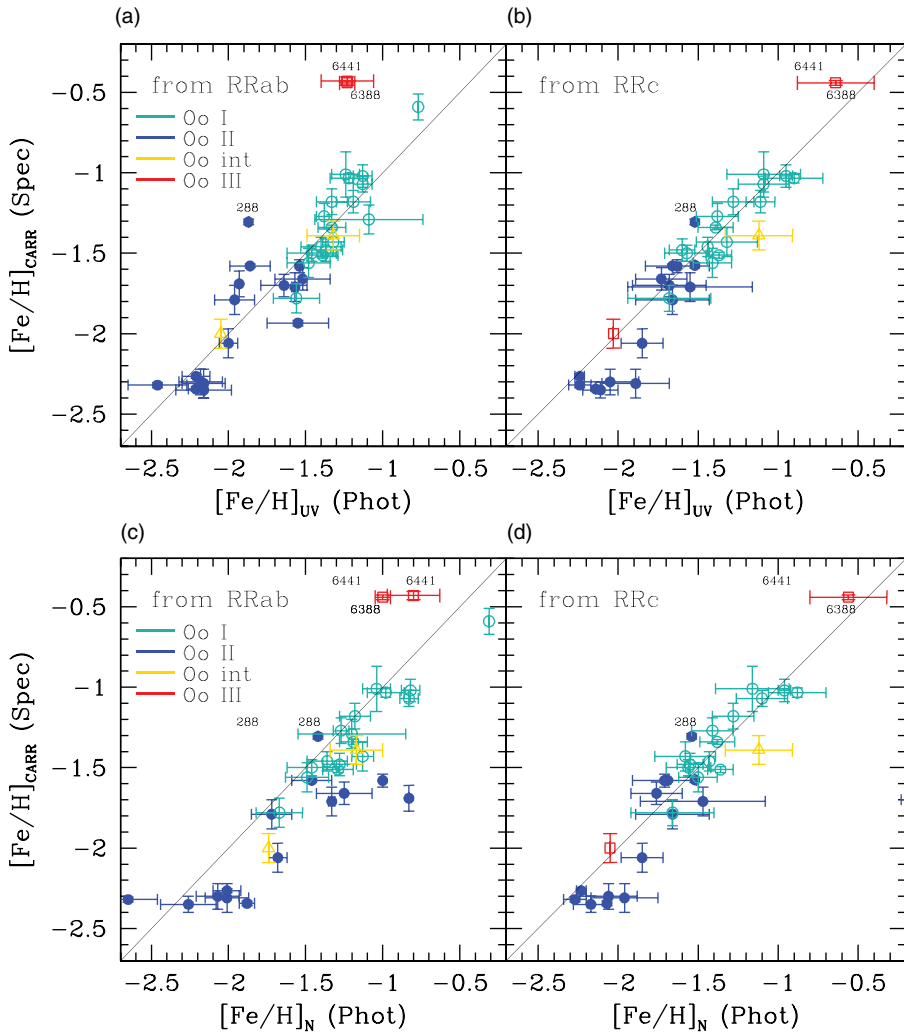 (a)
(b)
6441
6388
from RRab
Oo I
Oo II
Oo int
Oo III
288
6441
6388
from RRc
288
−0.5
−1
−1.5
−2
−2.5
[Fe/H]CARR (Spec)
−2.5 −2 −1.5 −1 −0.5
−2.5 −2 −1.5 −1 −0.5
[Fe/H]UV (Phot)
[Fe/H]UV (Phot)
(c)
(d)
6441 6441
6388
from RRab
Oo I
Oo II
Oo int
Oo III
288 288
6441
6388
from RRc
288
−0.5
−1
−1.5
−2
−2.5
[Fe/H]CARR (Spec)
−2.5 −2 −1.5 −1 −0.5
−2.5 −2 −1.5 −1 −0.5
[Fe/H]N (Phot)
[Fe/H]N (Phot)